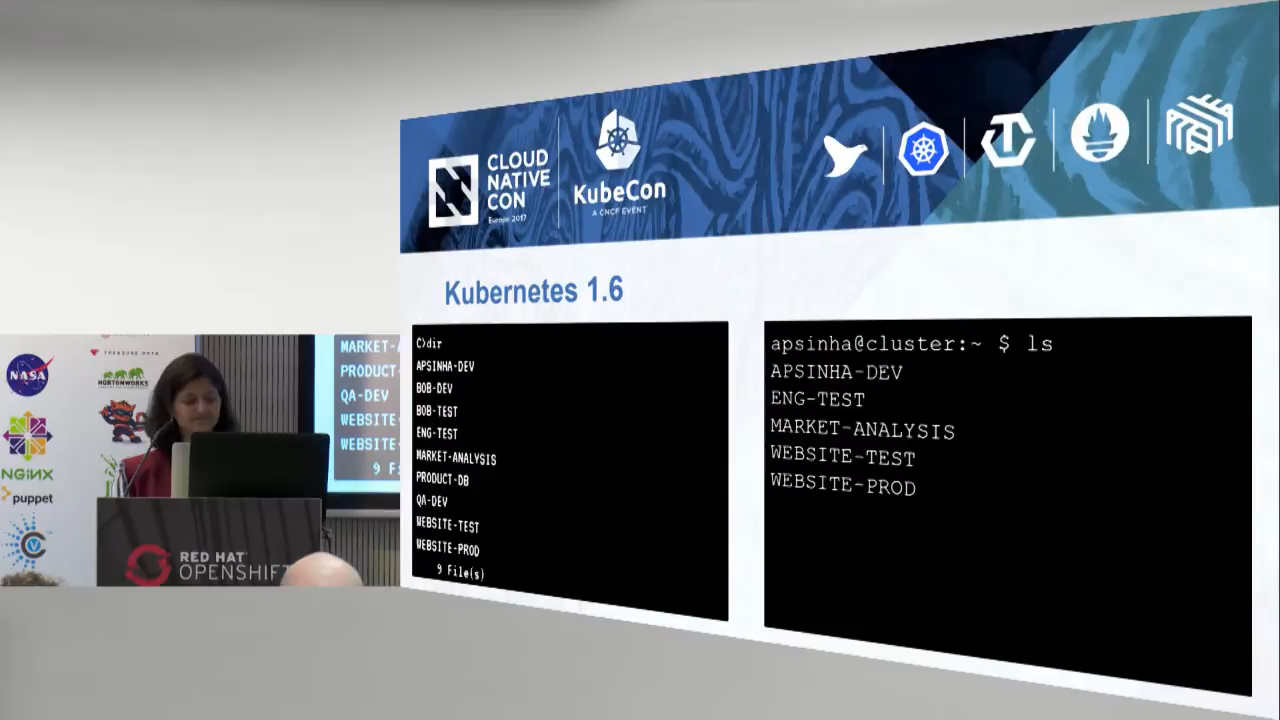 CLOUD
NATIVE
CON
Europe 2017
KubeCon
A CNCF EVENT
Kubernetes 1.6
C>dir
APSINHA-DEV
BOB-DEV
BOB-TEST
ENG-TEST
MARKET-ANALYSIS
PRODUCT-DB
QA-DEV
WEBSITE-TEST
WEBSITE-PROD
9 File(s)
apsinha@cluster:~ $ ls
APSINHA-DEV
ENG-TEST
MARKET-ANALYSIS
WEBSITE-TEST
WEBSITE-PROD
NASA
TREASURE DATA
HORTONWORKS
NGINX
puppet
MARKET-A
PRODUCT-
QA-DEV
WEBSITE-
WEBSITE-
9 Fi
RED HAT
OPENSHIFT